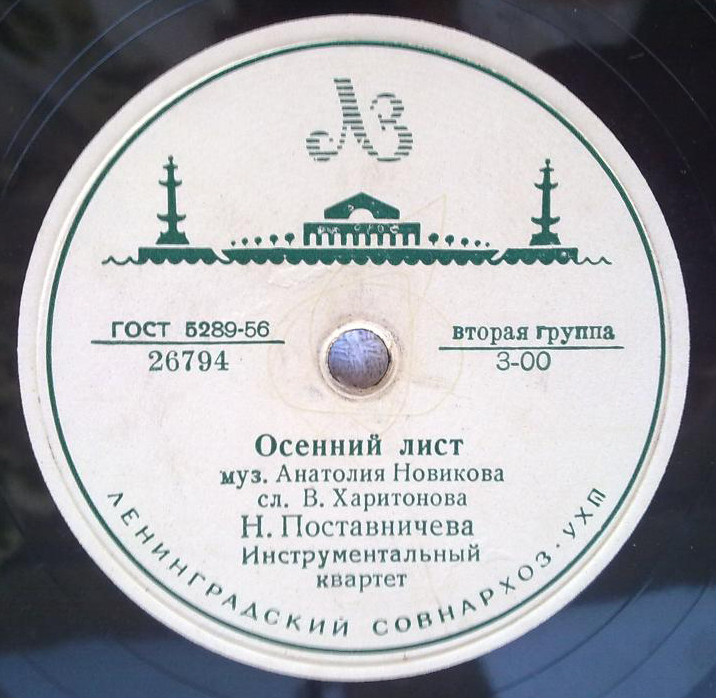 ЛЗ
ГОСТ 5289-56
26794
вторая группа
3-00
Осенний лист
муз. Анатолия Новикова
сл. В. Харитонова
Н. Поставничева
Инструментальный
квартет
ЛЕНИНГРАДСКИЙ СОВНАРХОЗ · УХП